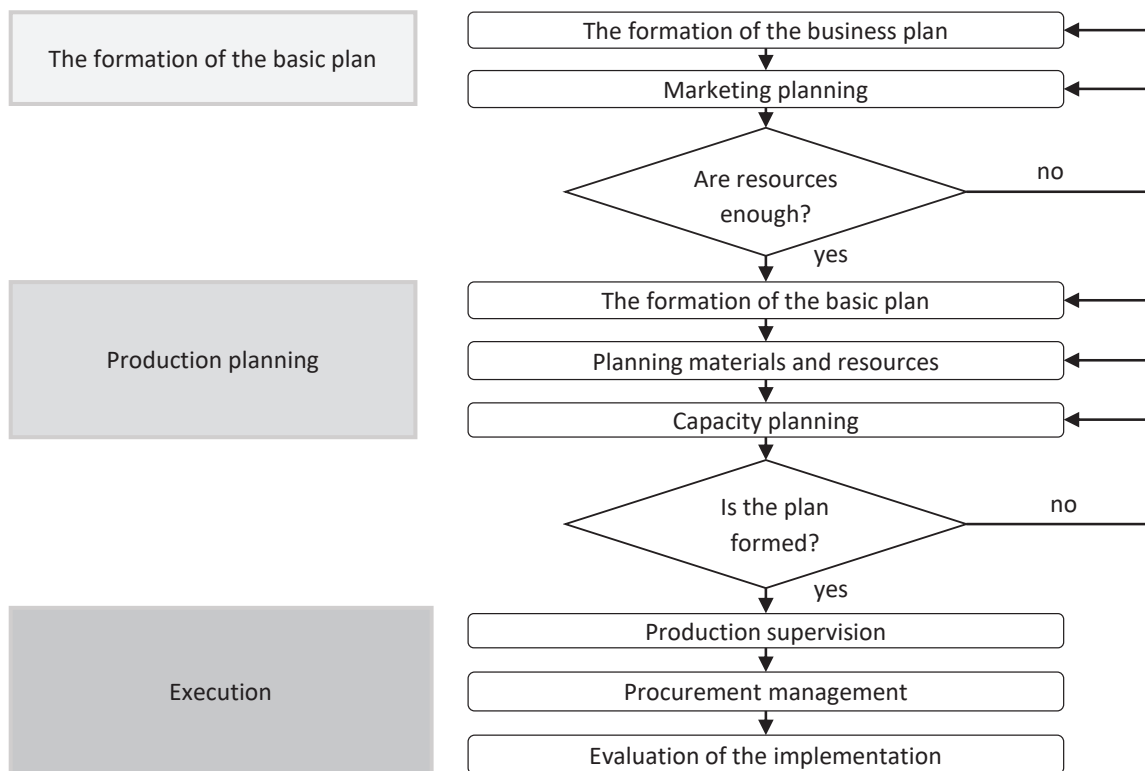 The formation of the basic plan
The formation of the business plan
Marketing planning
Are resources
enough?
no
yes
Production planning
The formation of the basic plan
Planning materials and resources
Capacity planning
Is the plan
formed?
no
yes
Execution
Production supervision
Procurement management
Evaluation of the implementation